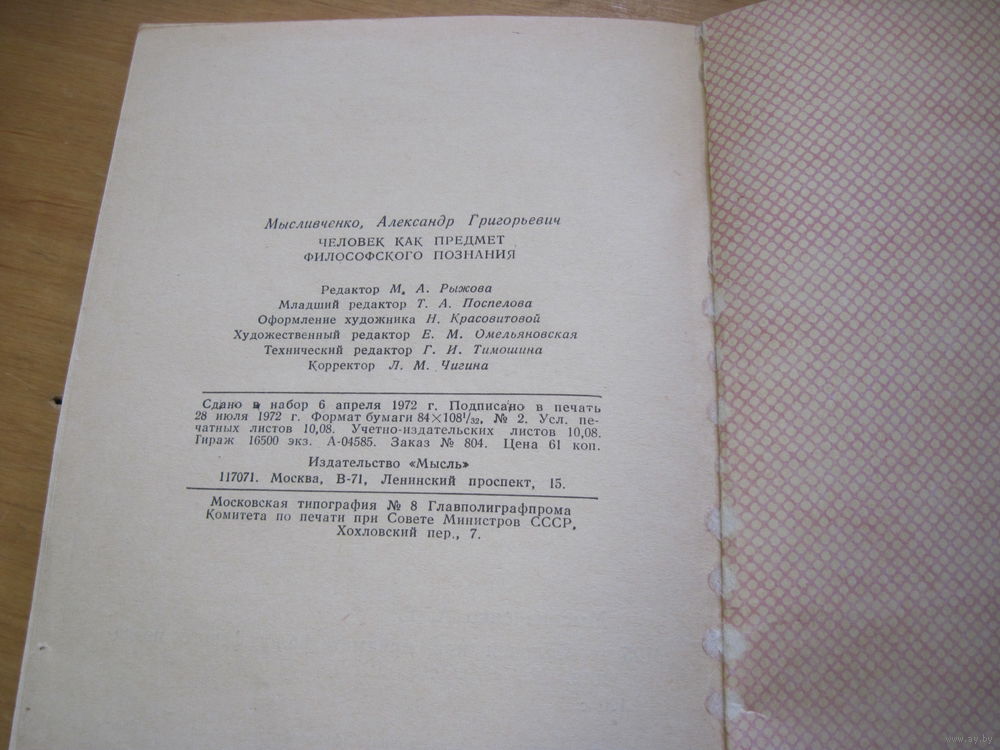 Мысливченко, Александр Григорьевич
ЧЕЛОВЕК КАК ПРЕДМЕТ
ФИЛОСОФСКОГО ПОЗНАНИЯ
Редактор М. А. Рыжова
Младший редактор Т. А. Поспелова
Оформление художника Н. Красовитовой
Художественный редактор Е. М. Омельяновская
Технический редактор Г. И. Тимошина
Корректор Л. М. Чигина
Сдано в набор 6 апреля 1972 г. Подписано в печать
28 июля 1972 г. Формат бумаги 84×108¹/₃₂, № 2. Усл. пе-
чатных листов 10,08. Учетно-издательских листов 10,08.
Тираж 16500 экз. А-04585. Заказ № 804. Цена 61 коп.
Издательство «Мысль»
117071. Москва, В-71, Ленинский проспект, 15.
Московская типография № 8 Главполиграфпрома
Комитета по печати при Совете Министров СССР,
Хохловский пер., 7.
www.ay.by